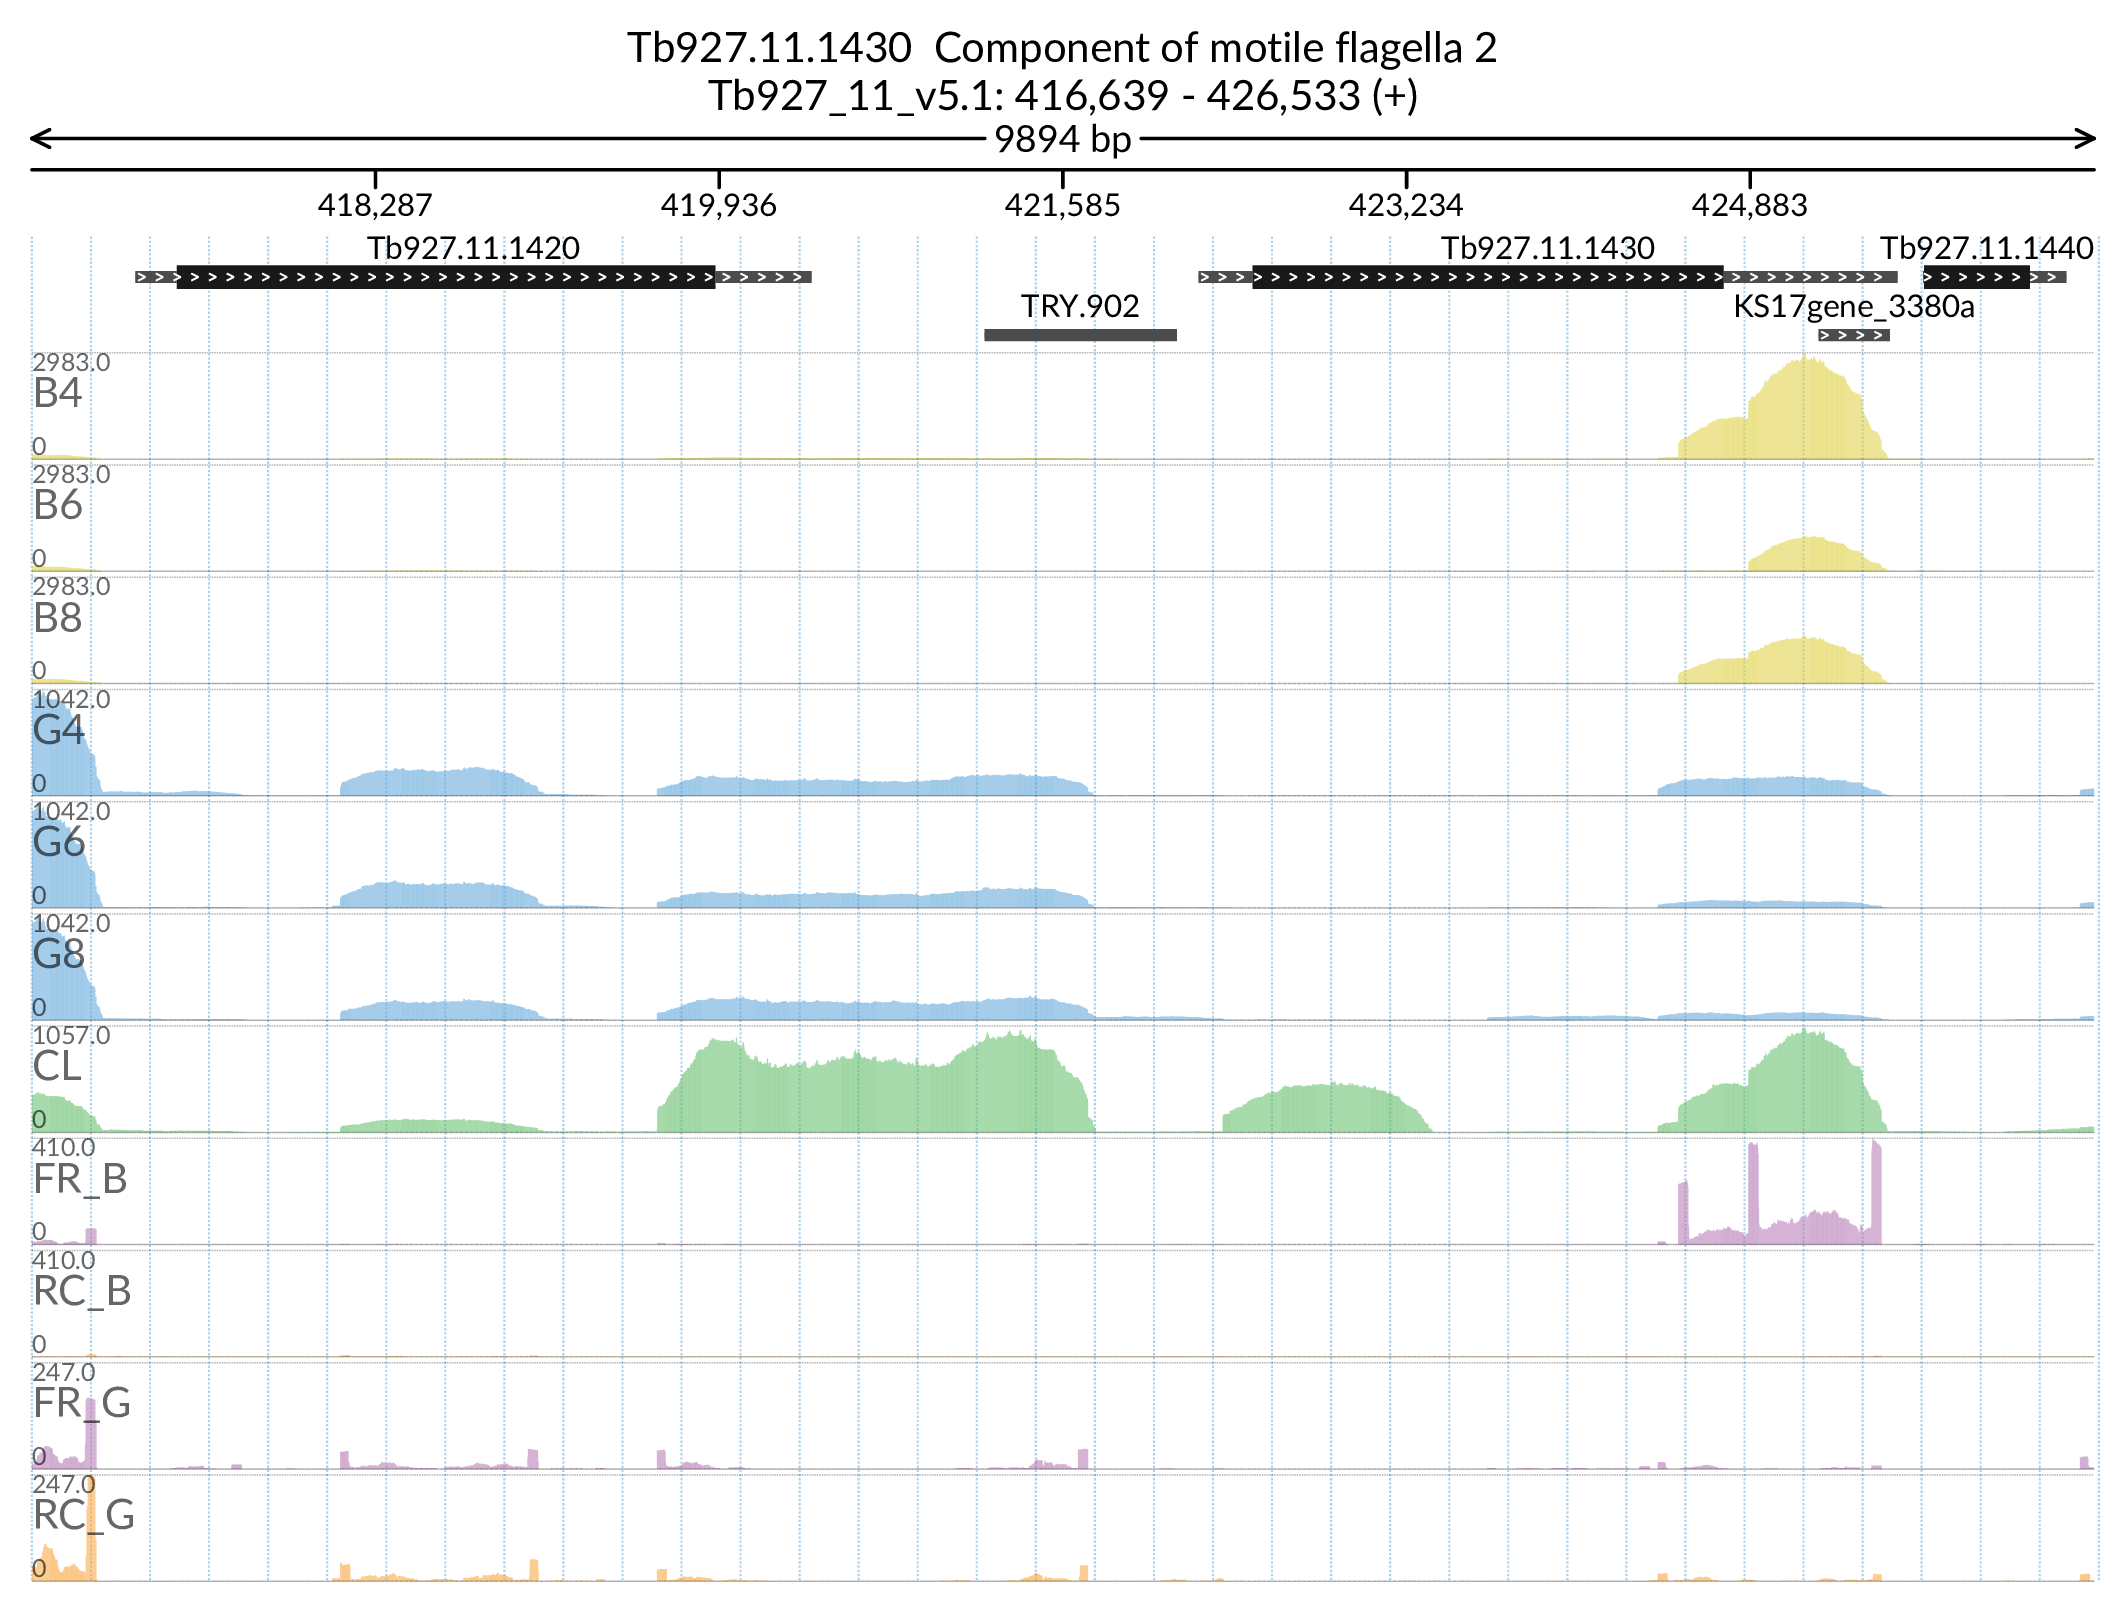 Tb927.11.1430  Component of motile flagella 2
Tb927_11_v5.1: 416,639 - 426,533 (+)
9894 bp
418,287 419,936 421,585 423,234 424,883
Tb927.11.1420 Tb927.11.1430 Tb927.11.1440
TRY.902 KS17gene_3380a
2983.0
B4
0
2983.0
B6
0
2983.0
B8
0
1042.0
G4
0
1042.0
G6
0
1042.0
G8
0
1057.0
CL
0
410.0
FR_B
0
410.0
RC_B
0
247.0
FR_G
0
247.0
RC_G
0